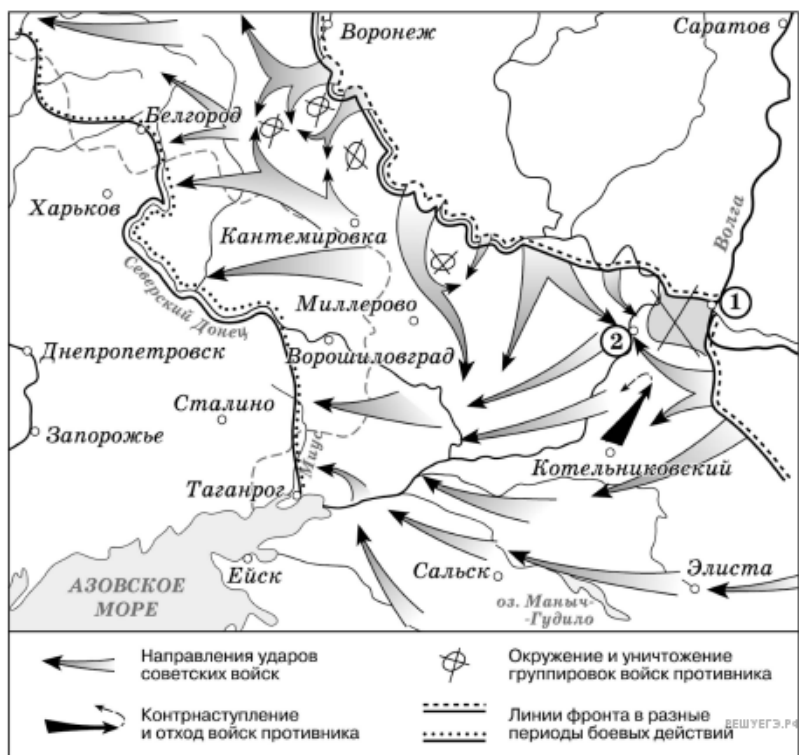 Воронеж
Саратов
Белгород
Харьков
Волга
Кантемировка
Северский Донец
Миллерово
1
Днепропетровск
Ворошиловград
2
Сталино
Запорожье
Миус
Котельниковский
Таганрог
Элиста
АЗОВСКОЕ
МОРЕ
Ейск
Сальск
оз. Маныч-
-Гудило
Направления ударов
советских войск
Окружение и уничтожение
группировок войск противника
Контрнаступление
и отход войск противника
Линии фронта в разные
периоды боевых действий
РЕШУЕГЭ.РФ